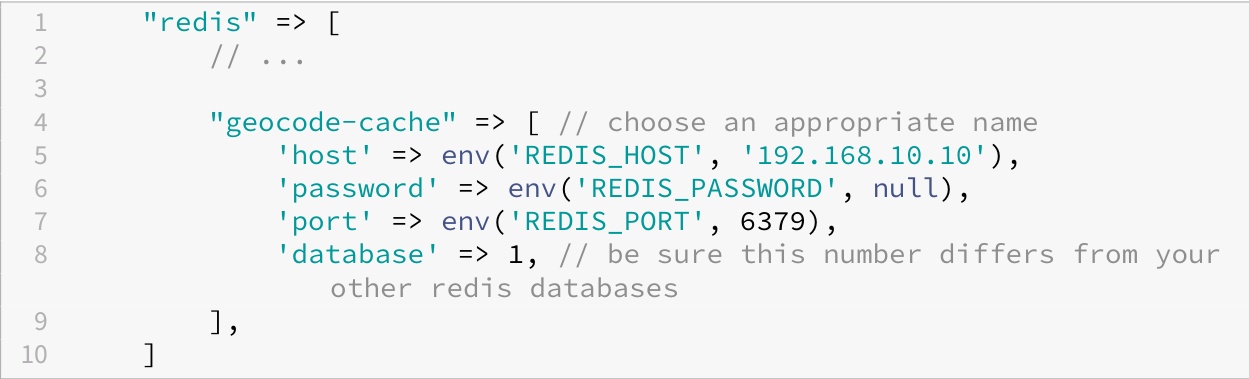 1 "redis" => [
2 // ...
3
4 "geocode-cache" => [ // choose an appropriate name
5 'host' => env('REDIS_HOST', '192.168.10.10'),
6 'password' => env('REDIS_PASSWORD', null),
7 'port' => env('REDIS_PORT', 6379),
8 'database' => 1, // be sure this number differs from your
other redis databases
9 ],
10 ]